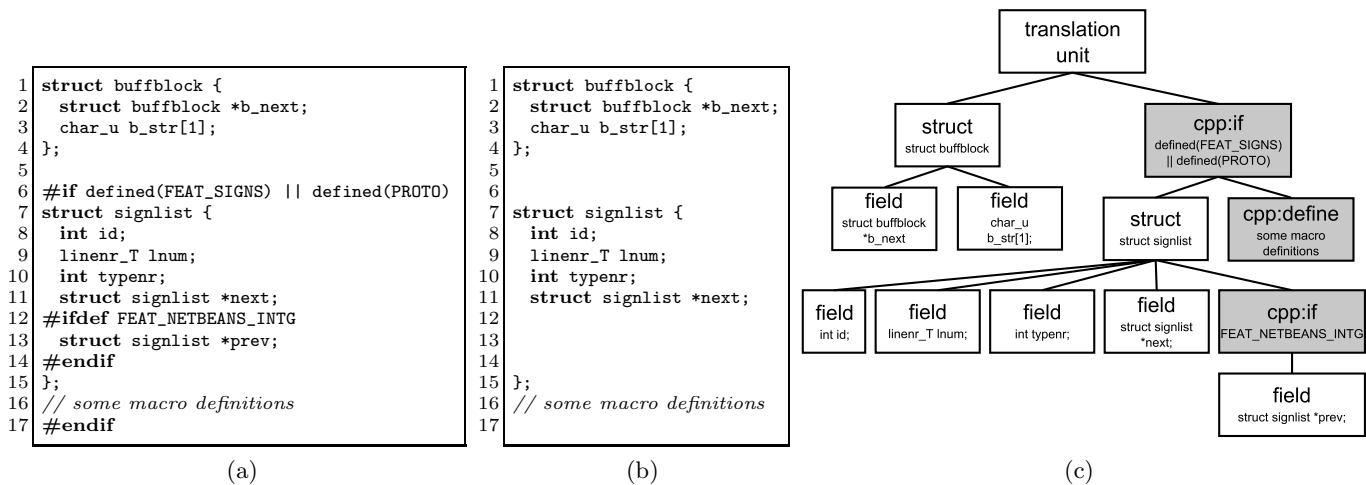 1 struct buffblock {
2 struct buffblock *b_next;
3 char_u b_str[1];
4 };
5
6 #if defined(FEAT_SIGNS) || defined(PROTO)
7 struct signlist {
8 int id;
9 linenr_T lnum;
10 int typenr;
11 struct signlist *next;
12 #ifdef FEAT_NETBEANS_INTG
13 struct signlist *prev;
14 #endif
15 };
16 // some macro definitions
17 #endif
(a)
1 struct buffblock {
2 struct buffblock *b_next;
3 char_u b_str[1];
4 };
5
6
7 struct signlist {
8 int id;
9 linenr_T lnum;
10 int typenr;
11 struct signlist *next;
12
13
14
15 };
16 // some macro definitions
17
(b)
translation
unit
struct
struct buffblock
cpp:if
defined(FEAT_SIGNS)
|| defined(PROTO)
field
struct buffblock
*b_next
field
char_u
b_str[1];
struct
struct signlist
cpp:define
some macro
definitions
field
int id;
field
linenr_T lnum;
field
int typenr;
field
struct signlist
*next;
cpp:if
FEAT_NETBEANS_INTG
field
struct signlist *prev;
(c)